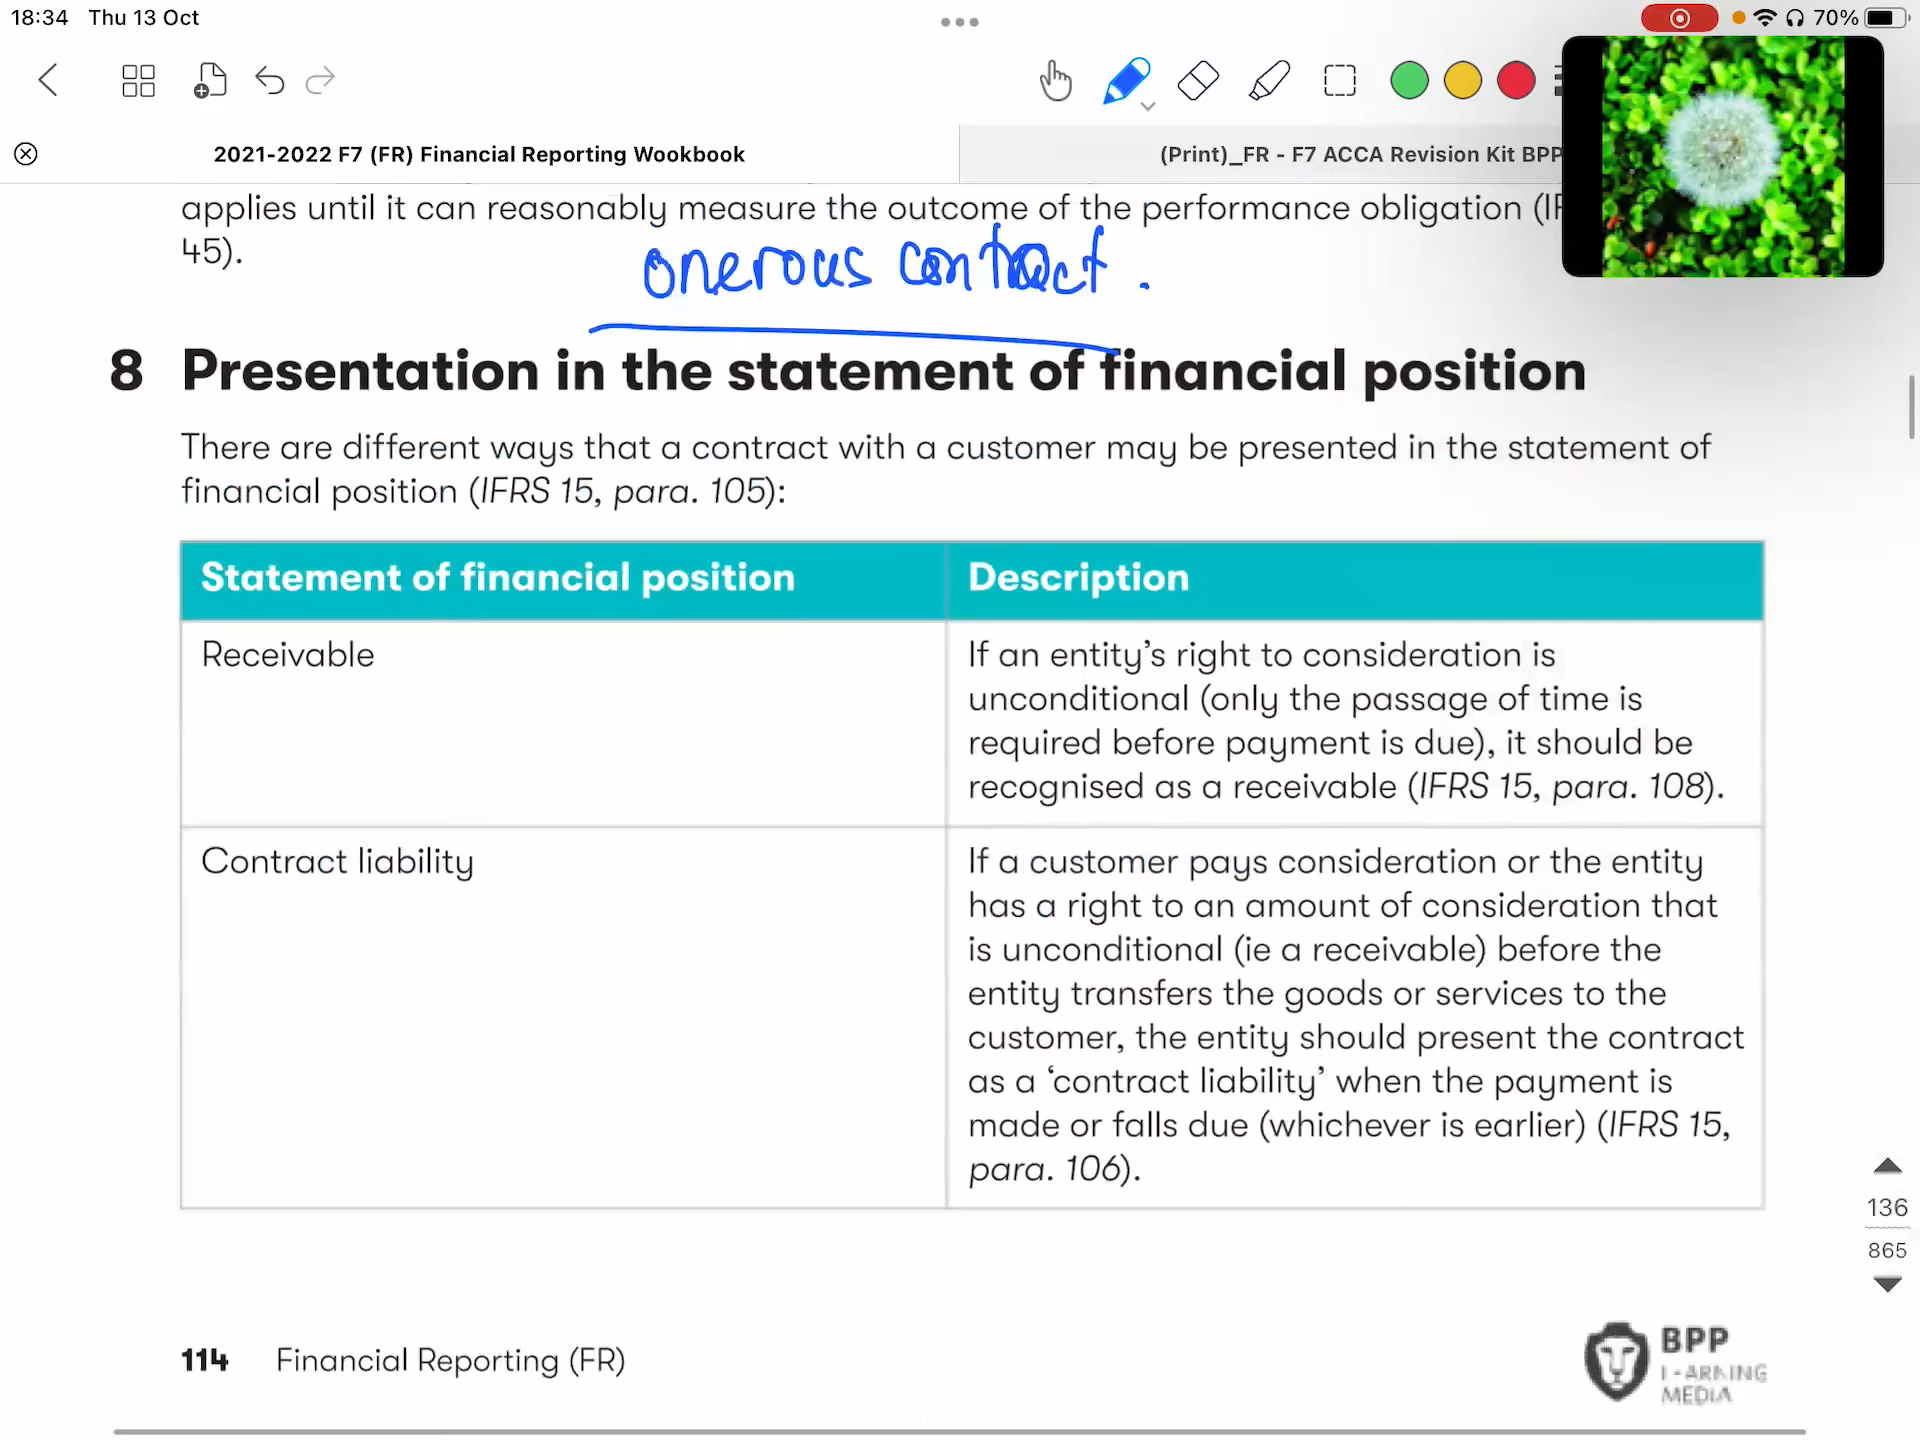 18:34 Thu 13 Oct
70%
2021-2022 F7 (FR) Financial Reporting Wookbook
(Print)_FR - F7 ACCA Revision Kit BPP
applies until it can reasonably measure the outcome of the performance obligation
45).
onerous contract.
8 Presentation in the statement of financial position
There are different ways that a contract with a customer may be presented in the statement of
financial position (IFRS 15, para. 105):
Statement of financial position
Description
Receivable
If an entity’s right to consideration is
unconditional (only the passage of time is
required before payment is due), it should be
recognised as a receivable (IFRS 15, para. 108).
Contract liability
If a customer pays consideration or the entity
has a right to an amount of consideration that
is unconditional (ie a receivable) before the
entity transfers the goods or services to the
customer, the entity should present the contract
as a ‘contract liability’ when the payment is
made or falls due (whichever is earlier) (IFRS 15,
para. 106).
136
865
114 Financial Reporting (FR)
BPP
LEARNING
MEDIA